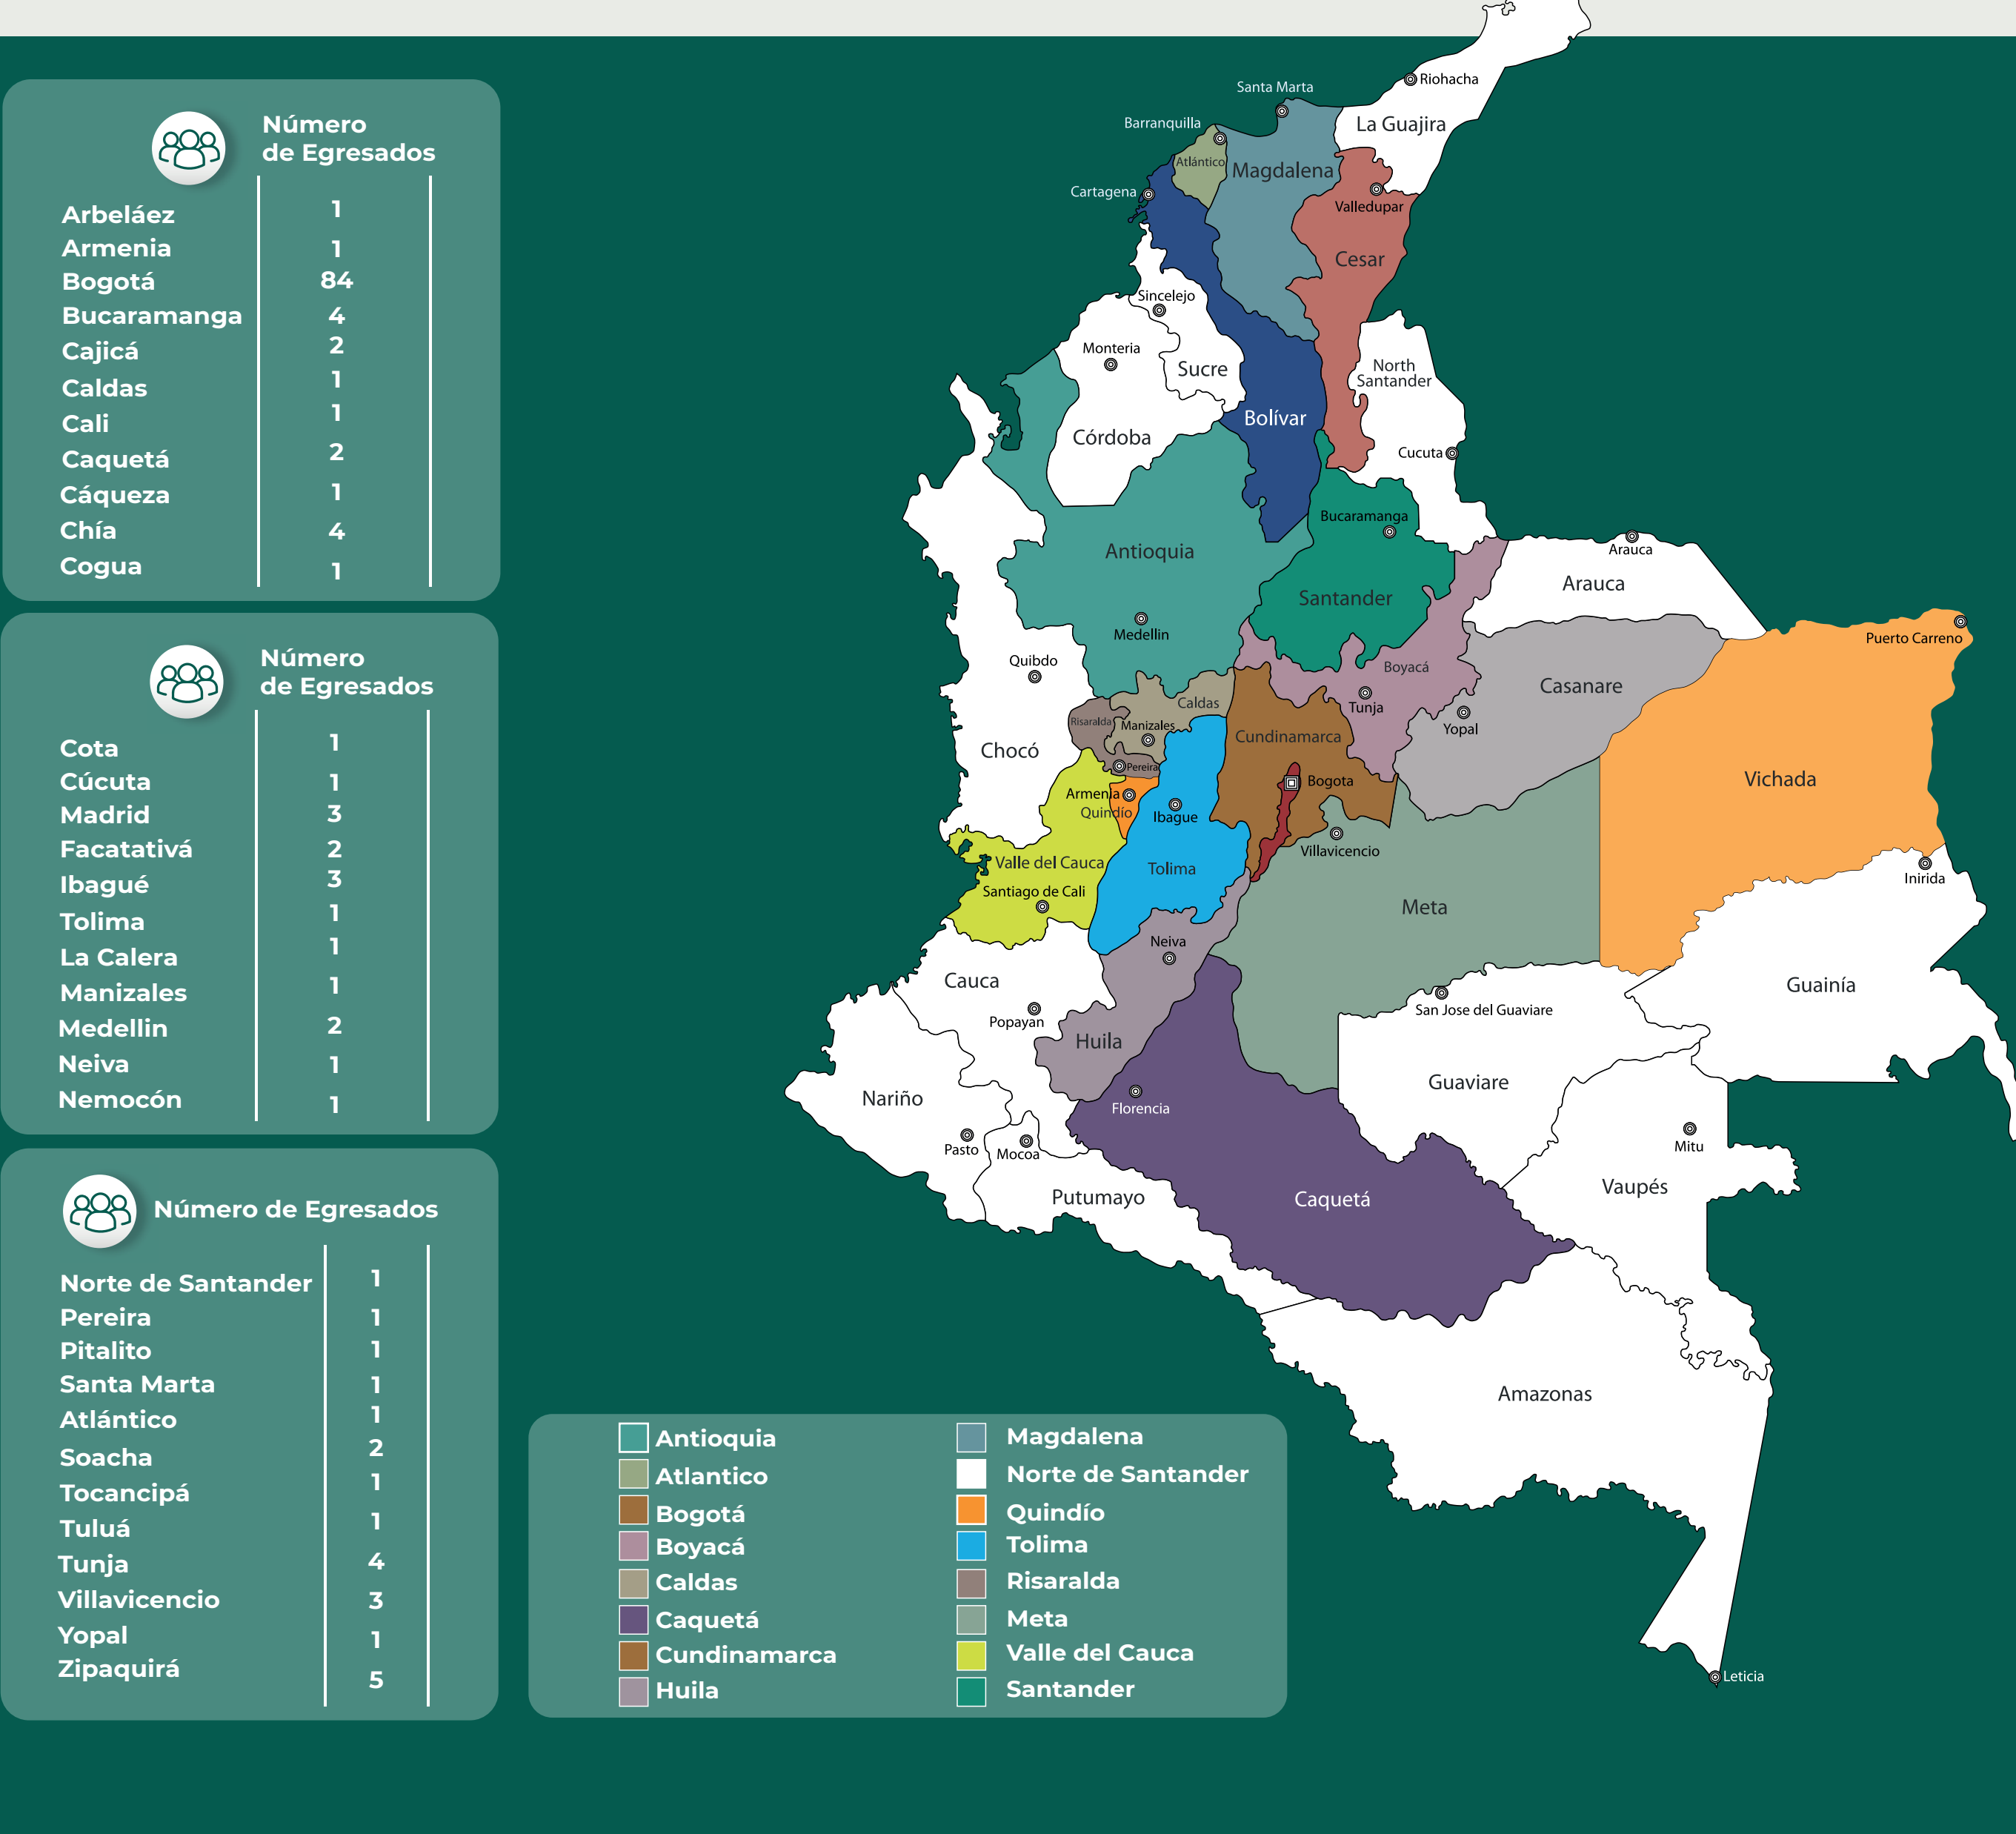 Número
de Egresados
Arbeláez 1
Armenia 1
Bogotá 84
Bucaramanga 4
Cajicá 2
Caldas 1
Cali 1
Caquetá 2
Cáqueza 1
Chía 4
Cogua 1
Número
de Egresados
Cota 1
Cúcuta 1
Madrid 3
Facatativá 2
Ibagué 3
Tolima 1
La Calera 1
Manizales 1
Medellin 2
Neiva 1
Nemocón 1
Número de Egresados
Norte de Santander 1
Pereira 1
Pitalito 1
Santa Marta 1
Atlántico 1
Soacha 2
Tocancipá 1
Tuluá 1
Tunja 4
Villavicencio 3
Yopal 1
Zipaquirá 5
Riohacha
Santa Marta
La Guajira
Barranquilla
Atlántico
Magdalena
Cartagena
Valledupar
Cesar
Sincelejo
Monteria
Sucre
North
Santander
Bolívar
Córdoba
Cucuta
Bucaramanga
Antioquia
Arauca
Arauca
Santander
Medellin
Puerto Carreno
Quibdo
Boyacá
Casanare
Caldas
Tunja
Risaralda
Manizales
Yopal
Cundinamarca
Chocó
Pereira
Bogota
Vichada
Armenia
Quindío
Ibague
Villavicencio
Valle del Cauca
Tolima
Inirida
Santiago de Cali
Meta
Neiva
Cauca
Guainía
Popayan
San Jose del Guaviare
Huila
Guaviare
Nariño
Florencia
Pasto
Mocoa
Mitu
Putumayo
Caquetá
Vaupés
Amazonas
Leticia
Antioquia
Atlantico
Bogotá
Boyacá
Caldas
Caquetá
Cundinamarca
Huila
Magdalena
Norte de Santander
Quindío
Tolima
Risaralda
Meta
Valle del Cauca
Santander